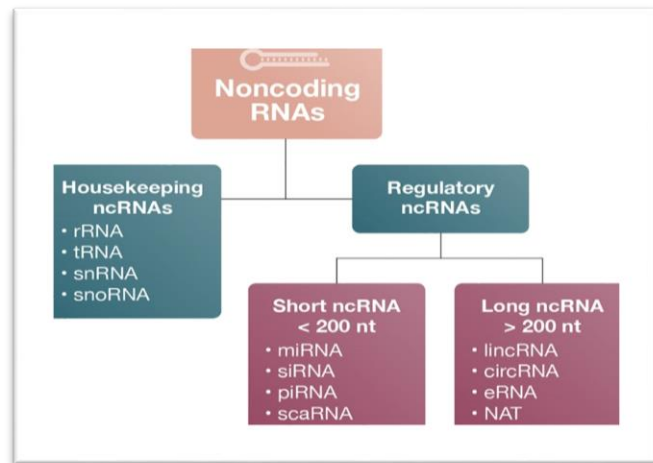 Noncoding
RNAs
Housekeeping
ncRNAs
• rRNA
• tRNA
• snRNA
• snoRNA
Regulatory
ncRNAs
Short ncRNA
< 200 nt
• miRNA
• siRNA
• piRNA
• scaRNA
Long ncRNA
> 200 nt
• lincRNA
• circRNA
• eRNA
• NAT